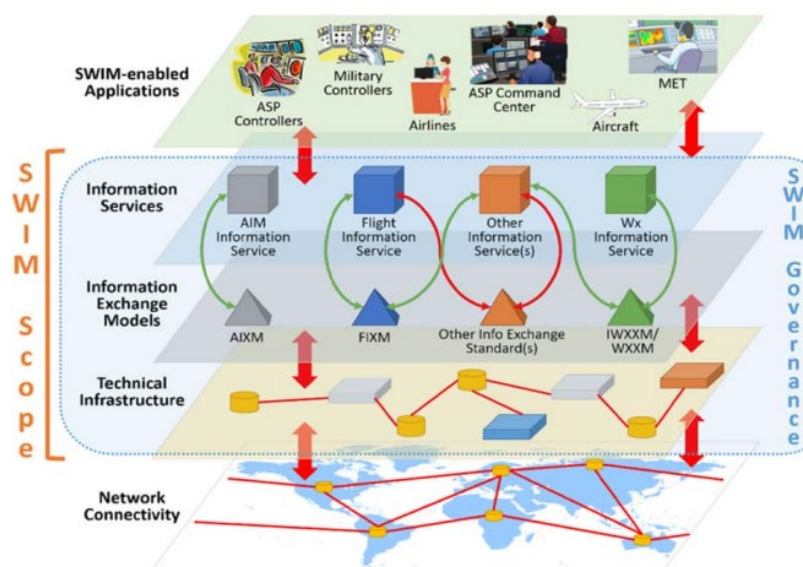 SWIM-enabled
Applications
ASP
Controllers
Military
Controllers
Airlines
ASP Command
Center
Aircraft
MET
SWIM Scope
SWIM Governance
Information
Services
AIM
Information
Service
Flight
Information
Service
Other
Information
Service(s)
Wx
Information
Service
Information
Exchange
Models
AIXM
FIXM
Other Info Exchange
Standard(s)
IWXXM/
WXXM
Technical
Infrastructure
Network
Connectivity